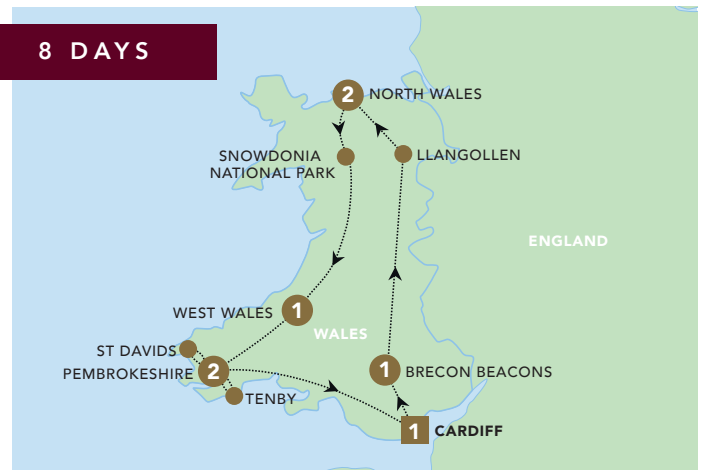 8 DAYS
2 NORTH WALES
SNOWDONIA
NATIONAL PARK
LLANGOLLEN
ENGLAND
WEST WALES 1
WALES
ST DAVIDS
PEMBROKESHIRE 2
1 BRECON BEACONS
TENBY
1 CARDIFF